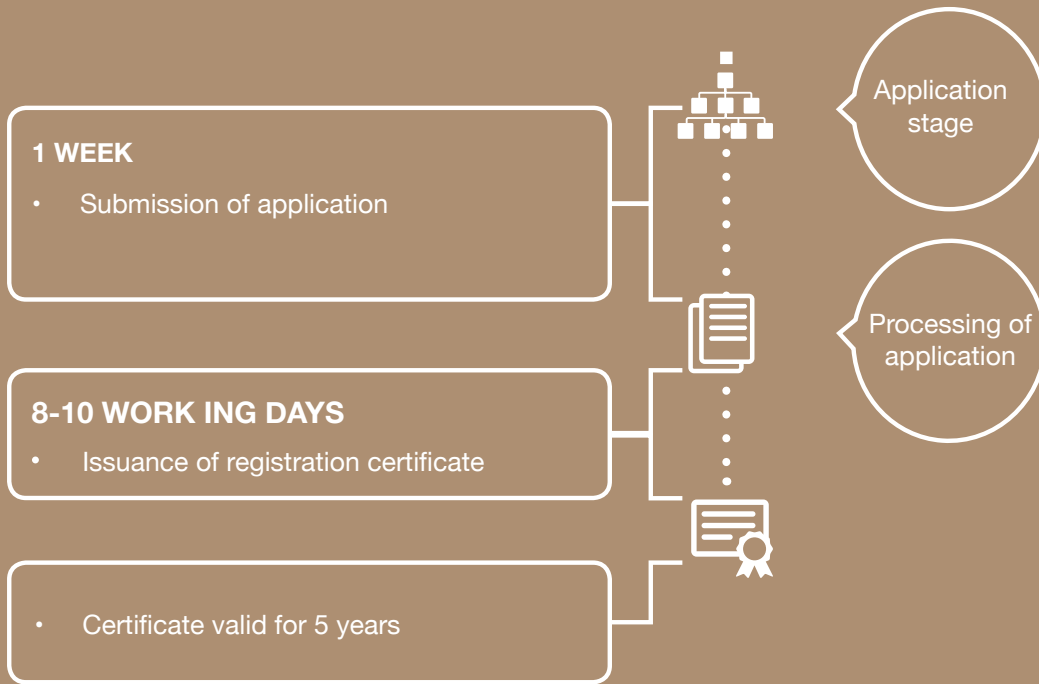 Application
stage
1 WEEK
• Submission of application
Processing of
application
8-10 WORK ING DAYS
• Issuance of registration certificate
• Certificate valid for 5 years